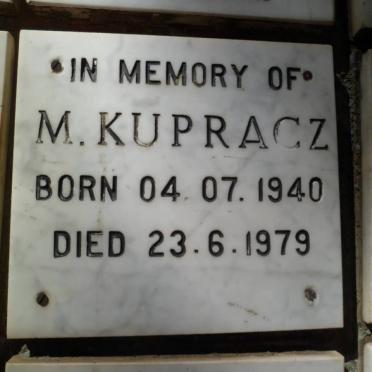 IN MEMORY OF
M. KUPRACZ
BORN 04. 07. 1940
DIED 23.6.1979